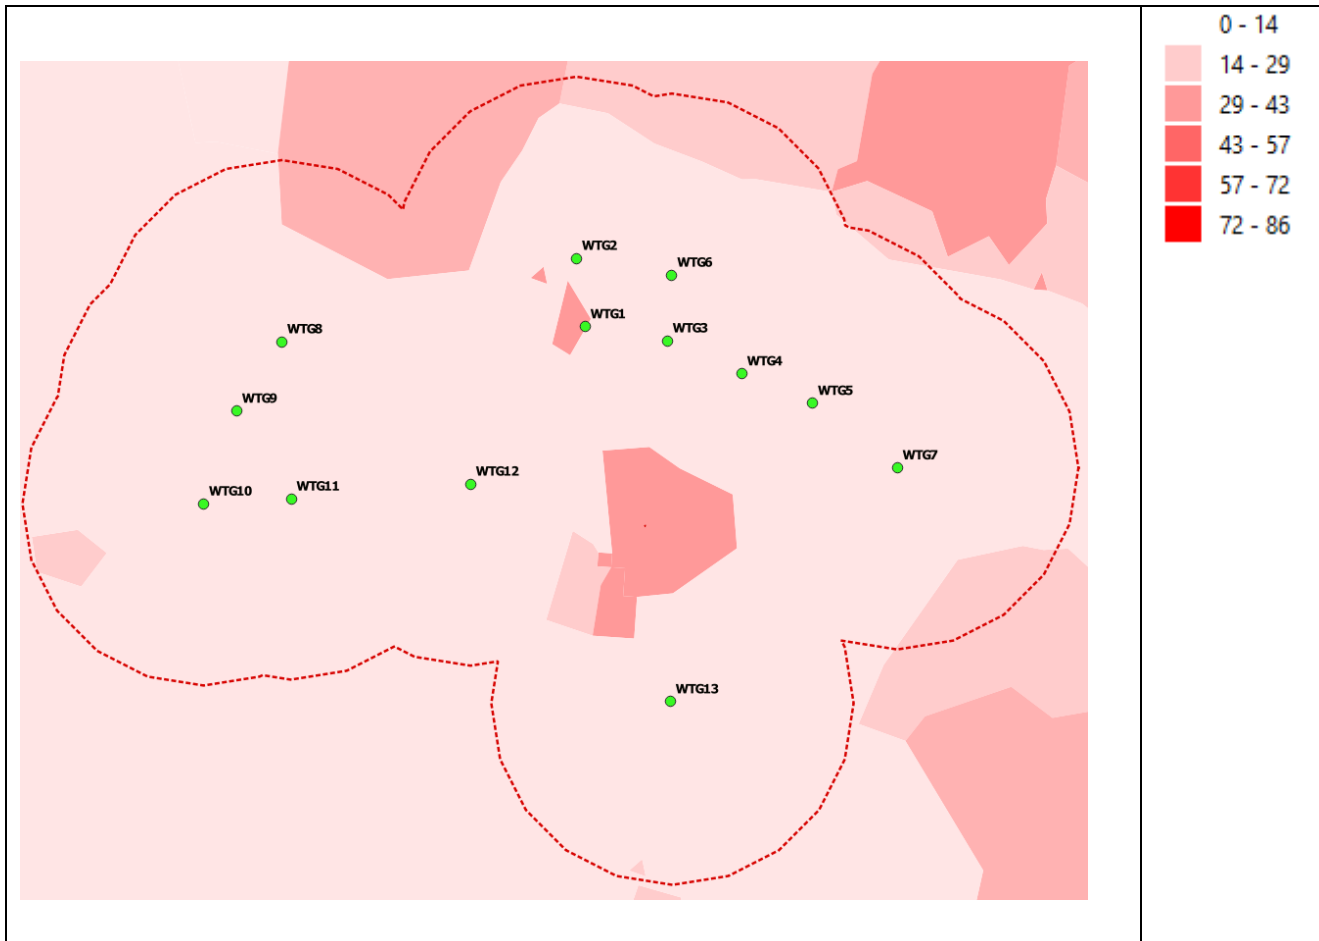 0 - 14
14 - 29
29 - 43
43 - 57
57 - 72
72 - 86
WTG2
WTG6
WTG1
WTG3
WTG8
WTG4
WTG5
WTG9
WTG7
WTG12
WTG10
WTG11
WTG13